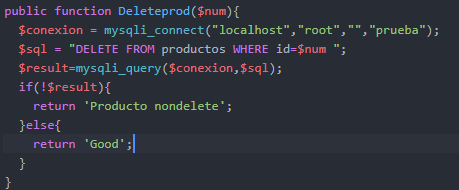 public function Deleteprod($num){
$conexion = mysqli_connect("localhost","root","","prueba");
$sql = "DELETE FROM productos WHERE id=$num ";
$result=mysqli_query($conexion,$sql);
if(!$result){
return 'Producto nondelete';
}else{
return 'Good';
}
}